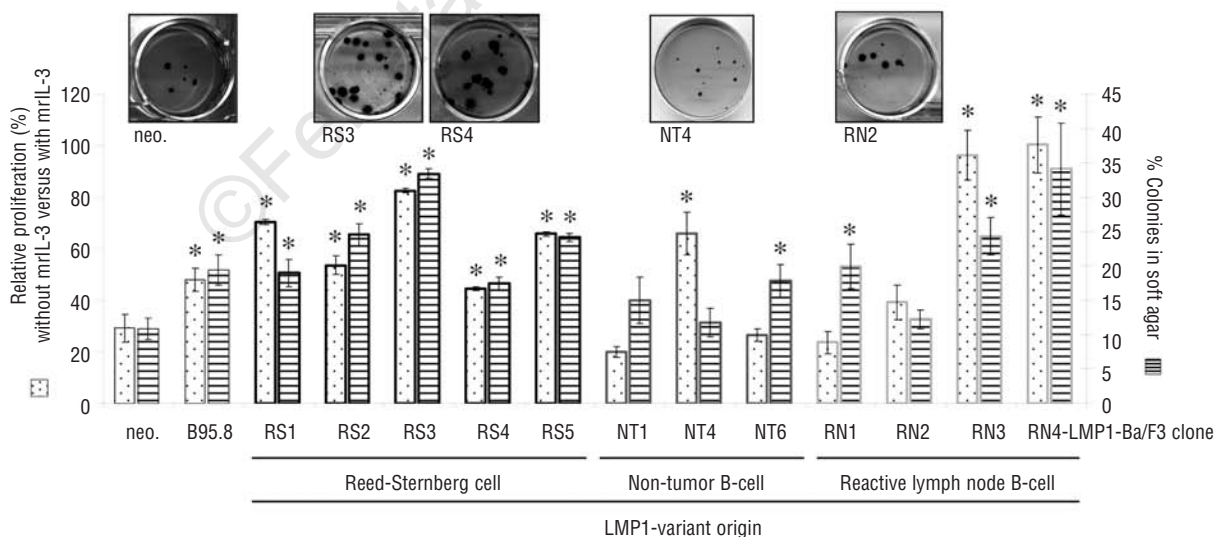 ©Fe
neo.
RS3
RS4
NT4
RN2
Relative proliferation (%)
without mrIL-3 versus with mrIL-3
120
100
80
60
40
20
0
45
40
35
30
25
20
15
10
5
0
% Colonies
in soft agar
* * * * * * * * * * * * * * * * * * *
neo. B95.8 RS1 RS2 RS3 RS4 RS5 NT1 NT4 NT6 RN1 RN2 RN3 RN4-LMP1-Ba/F3 clone
Reed-Sternberg cell Non-tumor B-cell Reactive lymph node B-cell
LMP1-variant origin